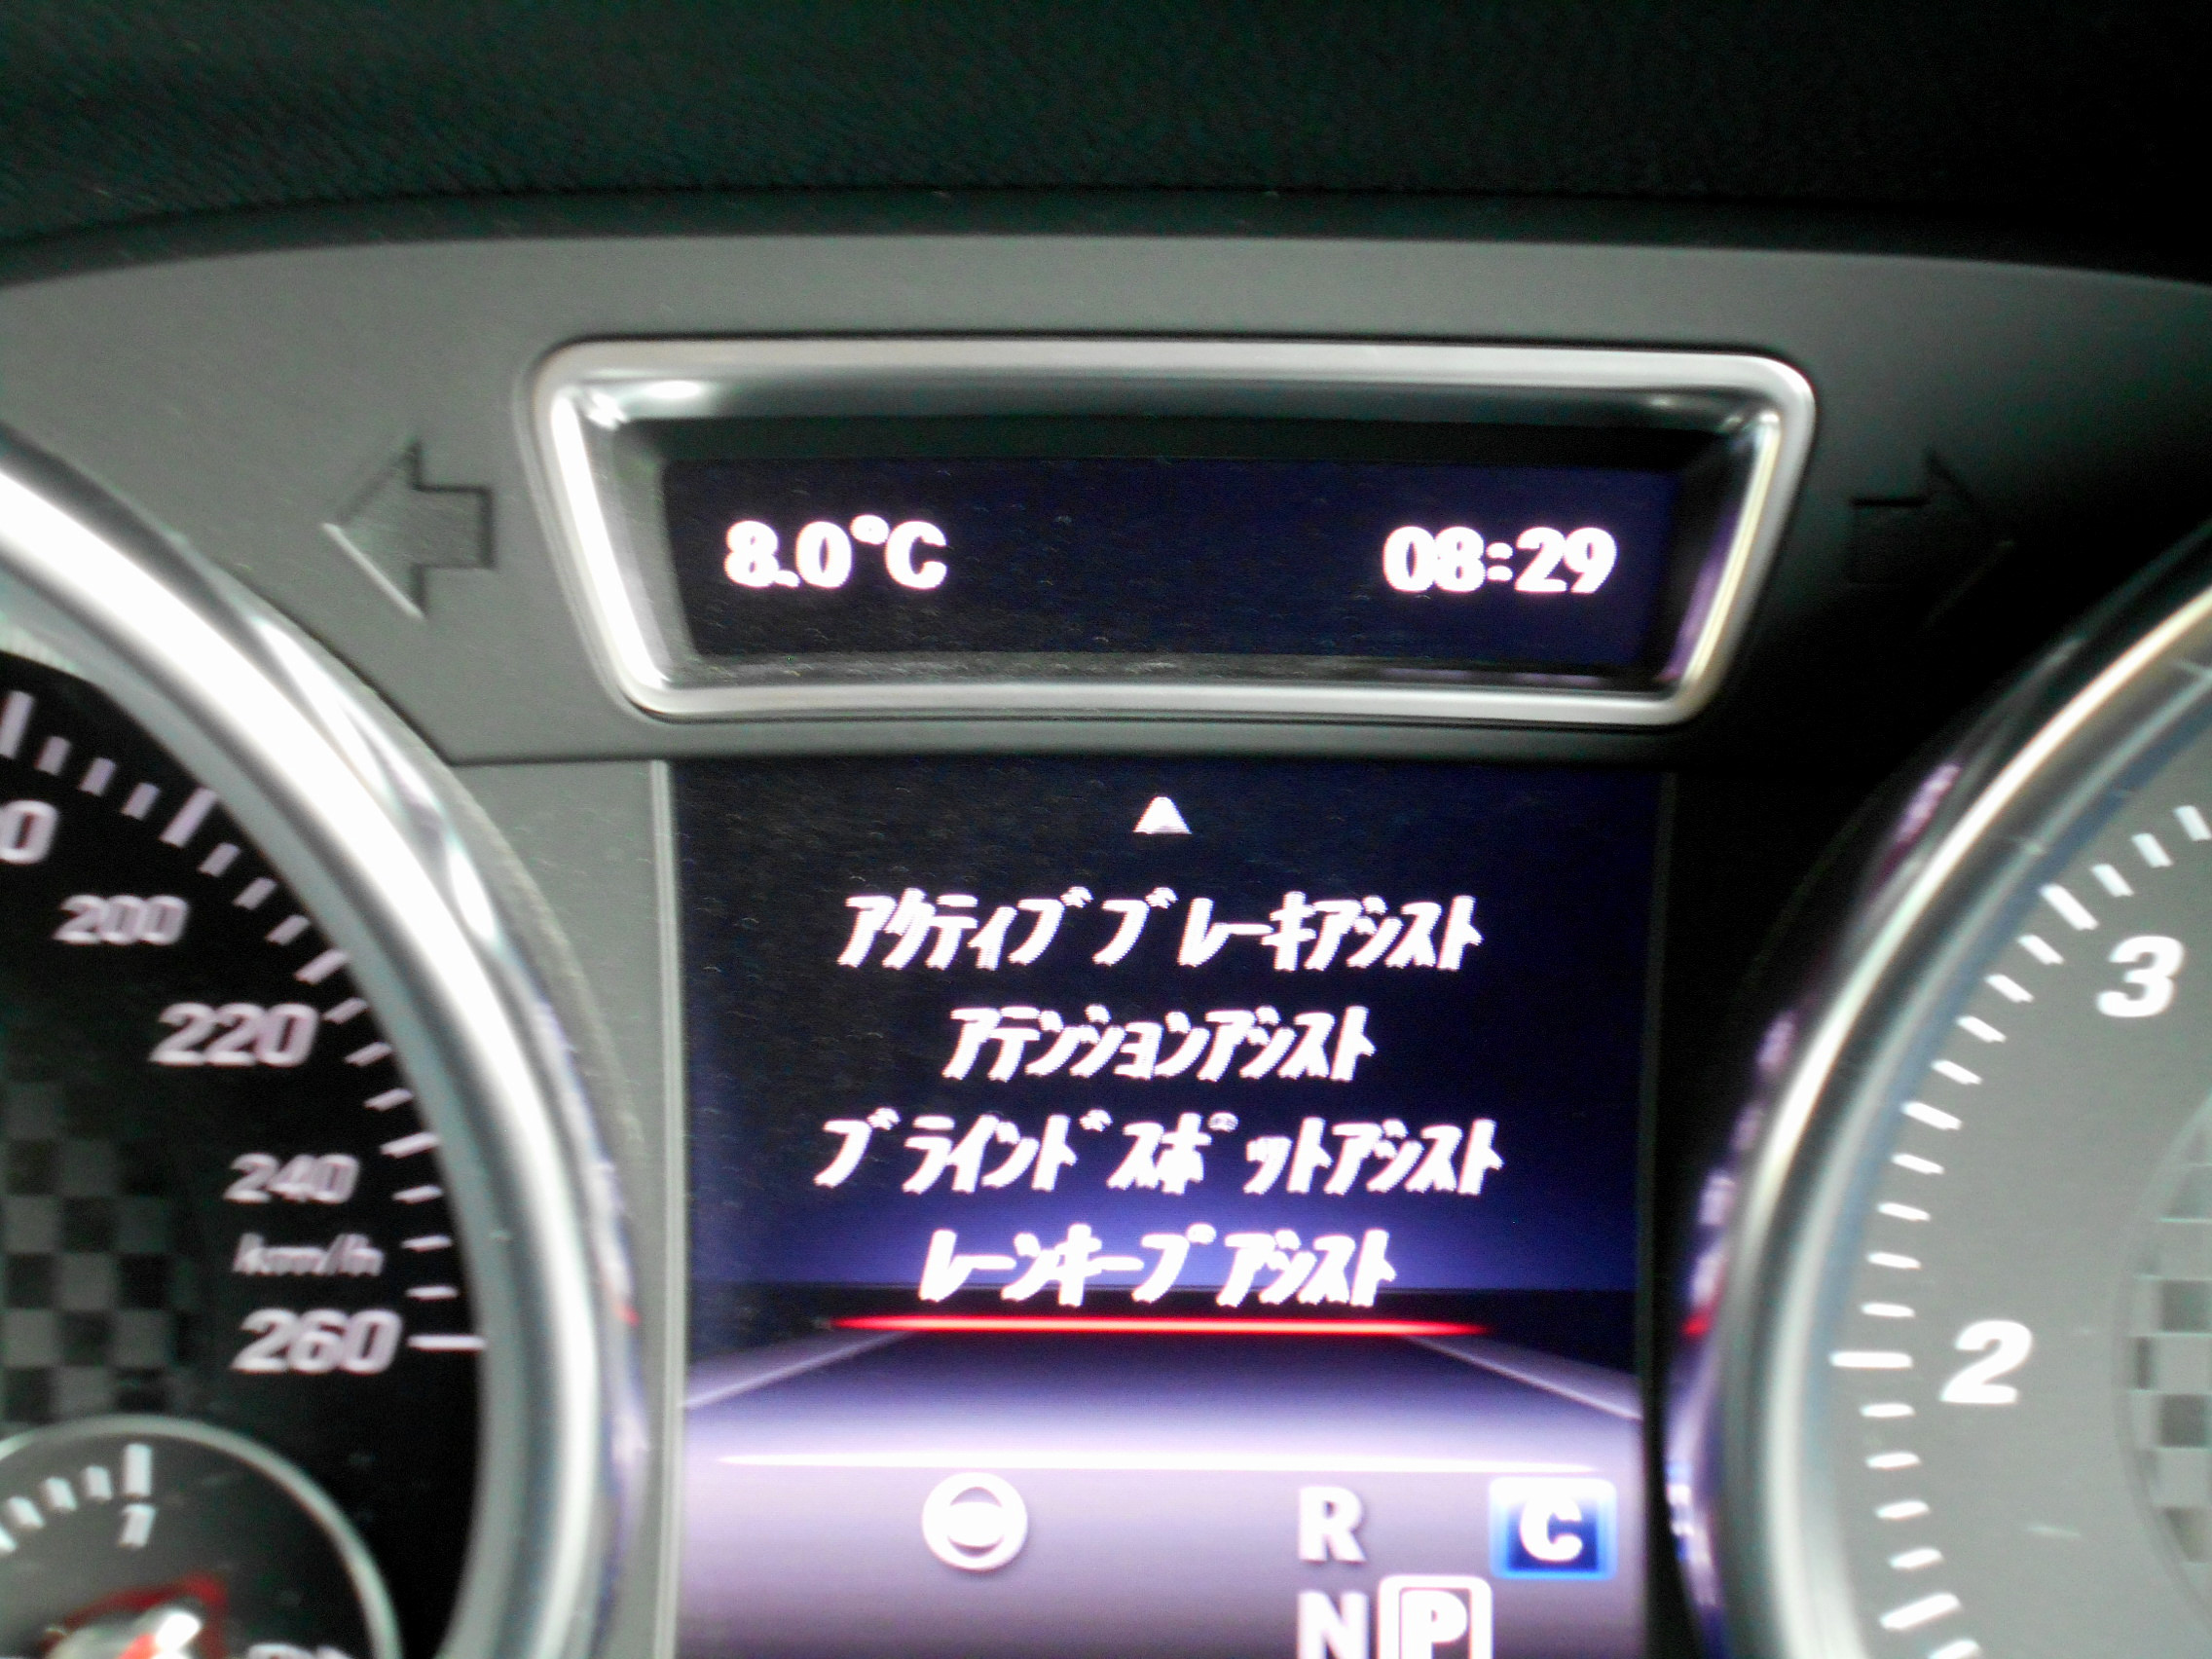 8.0°C 08:29
ｱｸﾃｨﾌﾞﾌﾞﾚｰｷｱｼｽﾄ
ｱﾃﾝｼｮﾝｱｼｽﾄ
ﾌﾞﾗｲﾝﾄﾞｽﾎﾟｯﾄｱｼｽﾄ
ﾚｰﾝｷｰﾌﾟｱｼｽﾄ
R C
N P
200
220
240
km/h
260
1
3
2